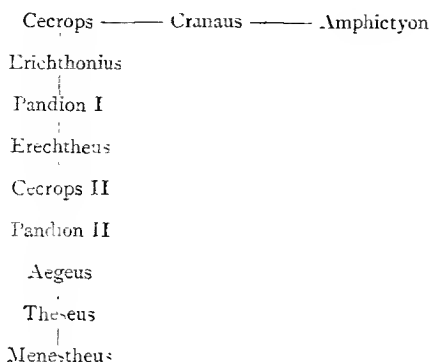 Cecrops —— Cranaus —— Amphictyon
Erichthonius
Pandion I
Erechtheus
Cecrops II
Pandion II
Aegeus
Theseus
Menestheus